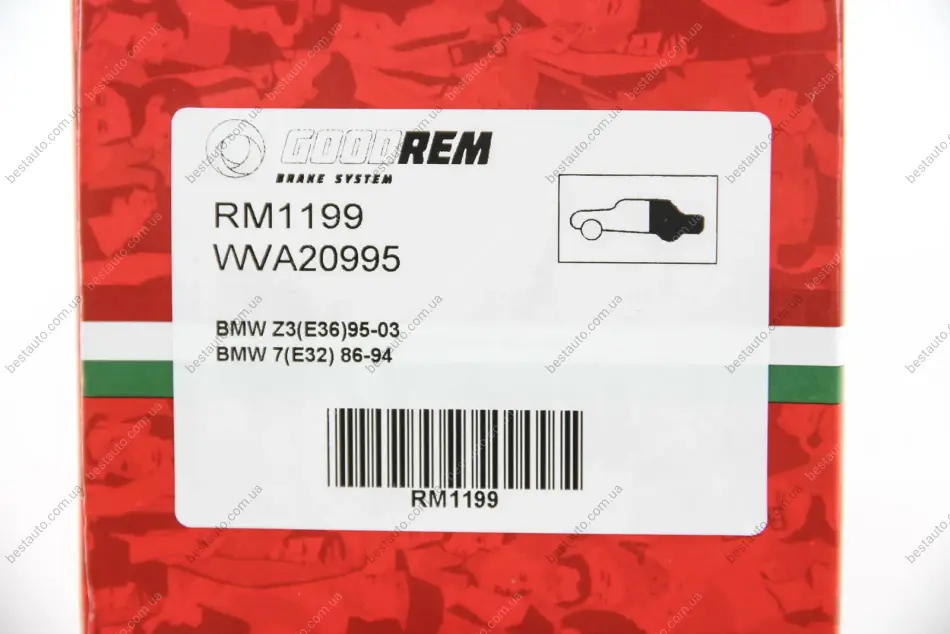 GOODREM
BRAKE SYSTEM
RM1199
WVA20995
BMW Z3(E36)95-03
BMW 7(E32) 86-94
RM1199
bestauto.com.ua